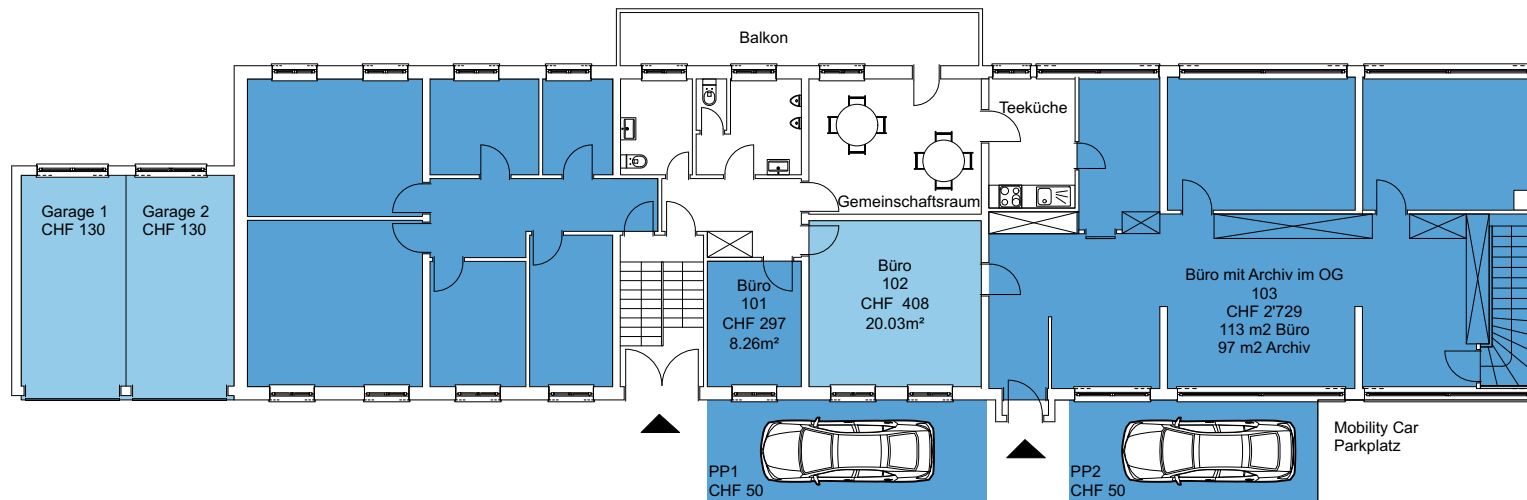 Balkon
Teeküche
Gemeinschaftsraum
Garage 1
CHF 130
Garage 2
CHF 130
Büro
101
CHF 297
8.26m²
Büro
102
CHF 408
20.03m²
Büro mit Archiv im OG
103
CHF 2'729
113 m2 Büro
97 m2 Archiv
PP1
CHF 50
PP2
CHF 50
Mobility Car
Parkplatz